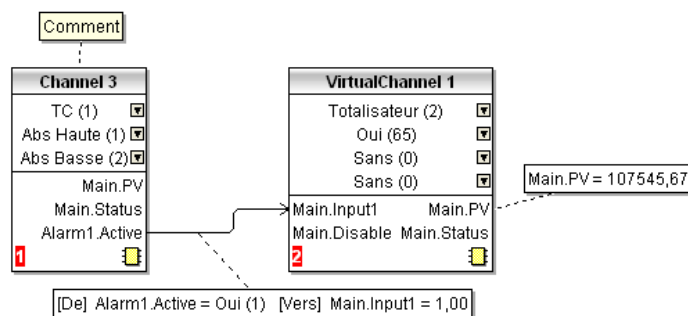 Comment
Channel 3
TC (1)
Abs Haute (1)
Abs Basse (2)
Main.PV
Main.Status
Alarm1.Active
1
VirtualChannel 1
Totalisateur (2)
Oui (65)
Sans (0)
Sans (0)
Main.Input1 Main.PV
Main.Disable Main.Status
2
Main.PV = 107545,67
[De] Alarm1.Active = Oui (1) [Vers] Main.Input1 = 1,00